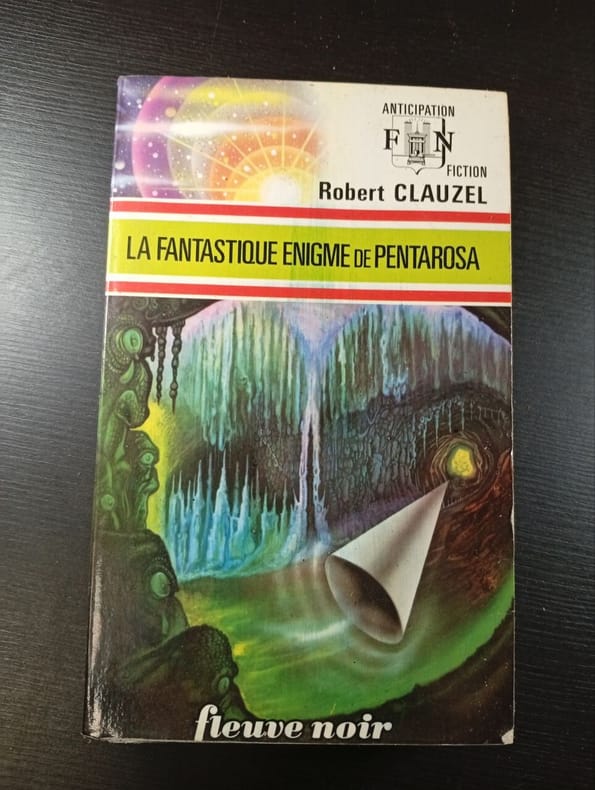 ANTICIPATION
F N
FICTION
Robert CLAUZEL
LA FANTASTIQUE ENIGME DE PENTAROSA
fleuve noir